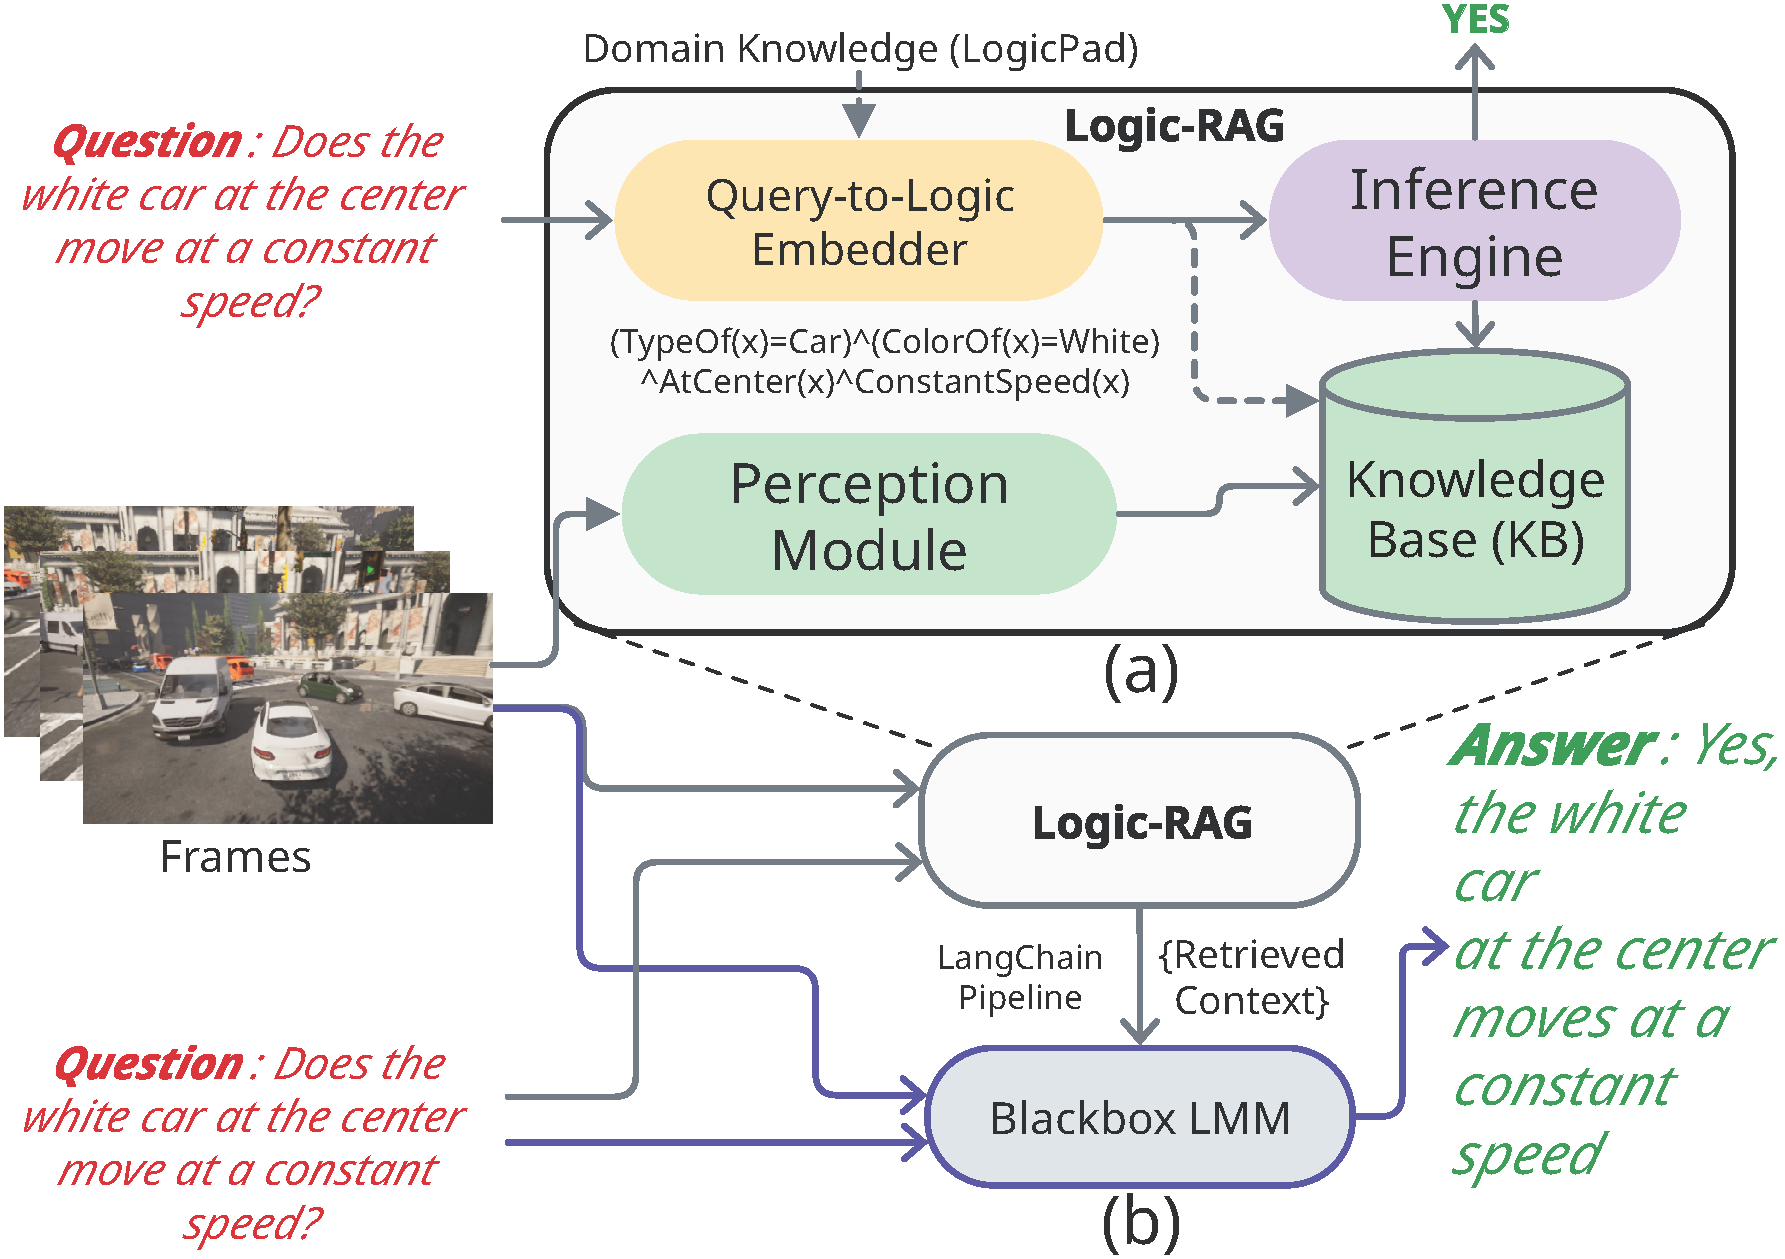 YES
Domain Knowledge (LogicPad)
Logic-RAG
Question: Does the
white car at the center
move at a constant
speed?
Query-to-Logic
Embedder
Inference
Engine
(TypeOf(x)=Car)^(ColorOf(x)=White)
^AtCenter(x)^ConstantSpeed(x)
Perception
Module
Knowledge
Base (KB)
(a)
Frames
Logic-RAG
LangChain
Pipeline
{Retrieved
Context}
Question: Does the
white car at the center
move at a constant
speed?
Blackbox LMM
Answer: Yes,
the white
car
at the center
moves at a
constant
speed
(b)